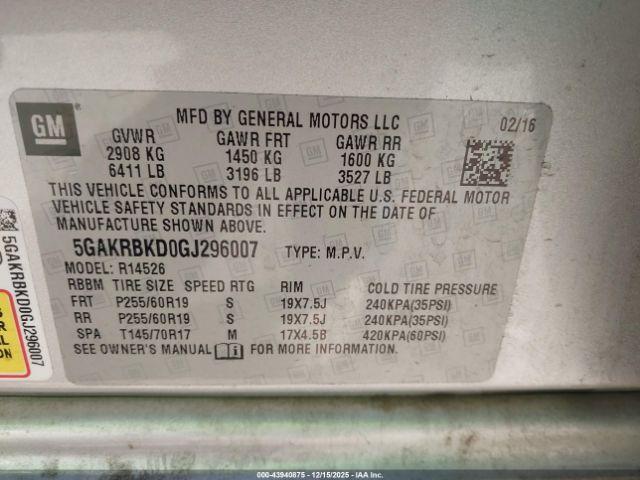 GM
MFD BY GENERAL MOTORS LLC
02/16
GVWR GAWR FRT GAWR RR
2908 KG 1450 KG 1600 KG
6411 LB 3196 LB 3527 LB
THIS VEHICLE CONFORMS TO ALL APPLICABLE U.S. FEDERAL MOTOR
VEHICLE SAFETY STANDARDS IN EFFECT ON THE DATE OF
MANUFACTURE SHOWN ABOVE.
5GAKRBKD0GJ296007 TYPE: M.P.V.
MODEL: R14526
RBBM TIRE SIZE SPEED RTG RIM COLD TIRE PRESSURE
FRT P255/60R19 S 19X7.5J 240KPA(35PSI)
RR P255/60R19 S 19X7.5J 240KPA(35PSI)
SPA T145/70R17 M 17X4.5B 420KPA(60PSI)
SEE OWNER'S MANUAL FOR MORE INFORMATION.
5GAKRBKD0GJ296007
000-43940875 - 12/15/2025 - IAA Inc.